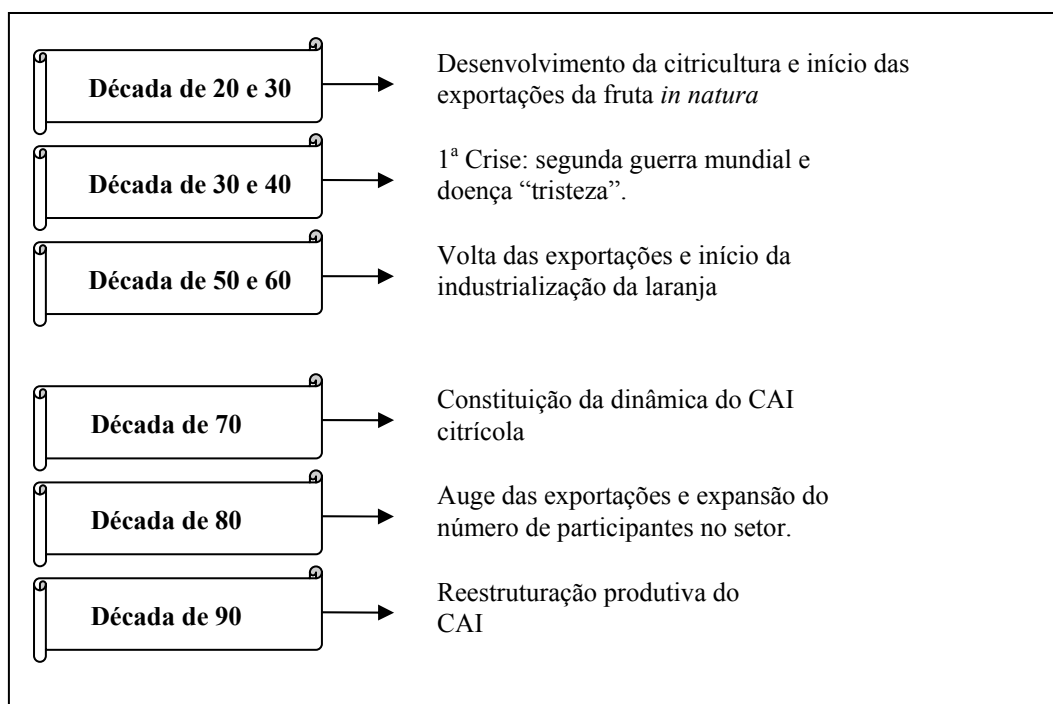 Década de 20 e 30
Desenvolvimento da citricultura e início das
exportações da fruta in natura
Década de 30 e 40
1ª Crise: segunda guerra mundial e
doença “tristeza”.
Década de 50 e 60
Volta das exportações e início da
industrialização da laranja
Década de 70
Constituição da dinâmica do CAI
citrícola
Década de 80
Auge das exportações e expansão do
número de participantes no setor.
Década de 90
Reestruturação produtiva do
CAI